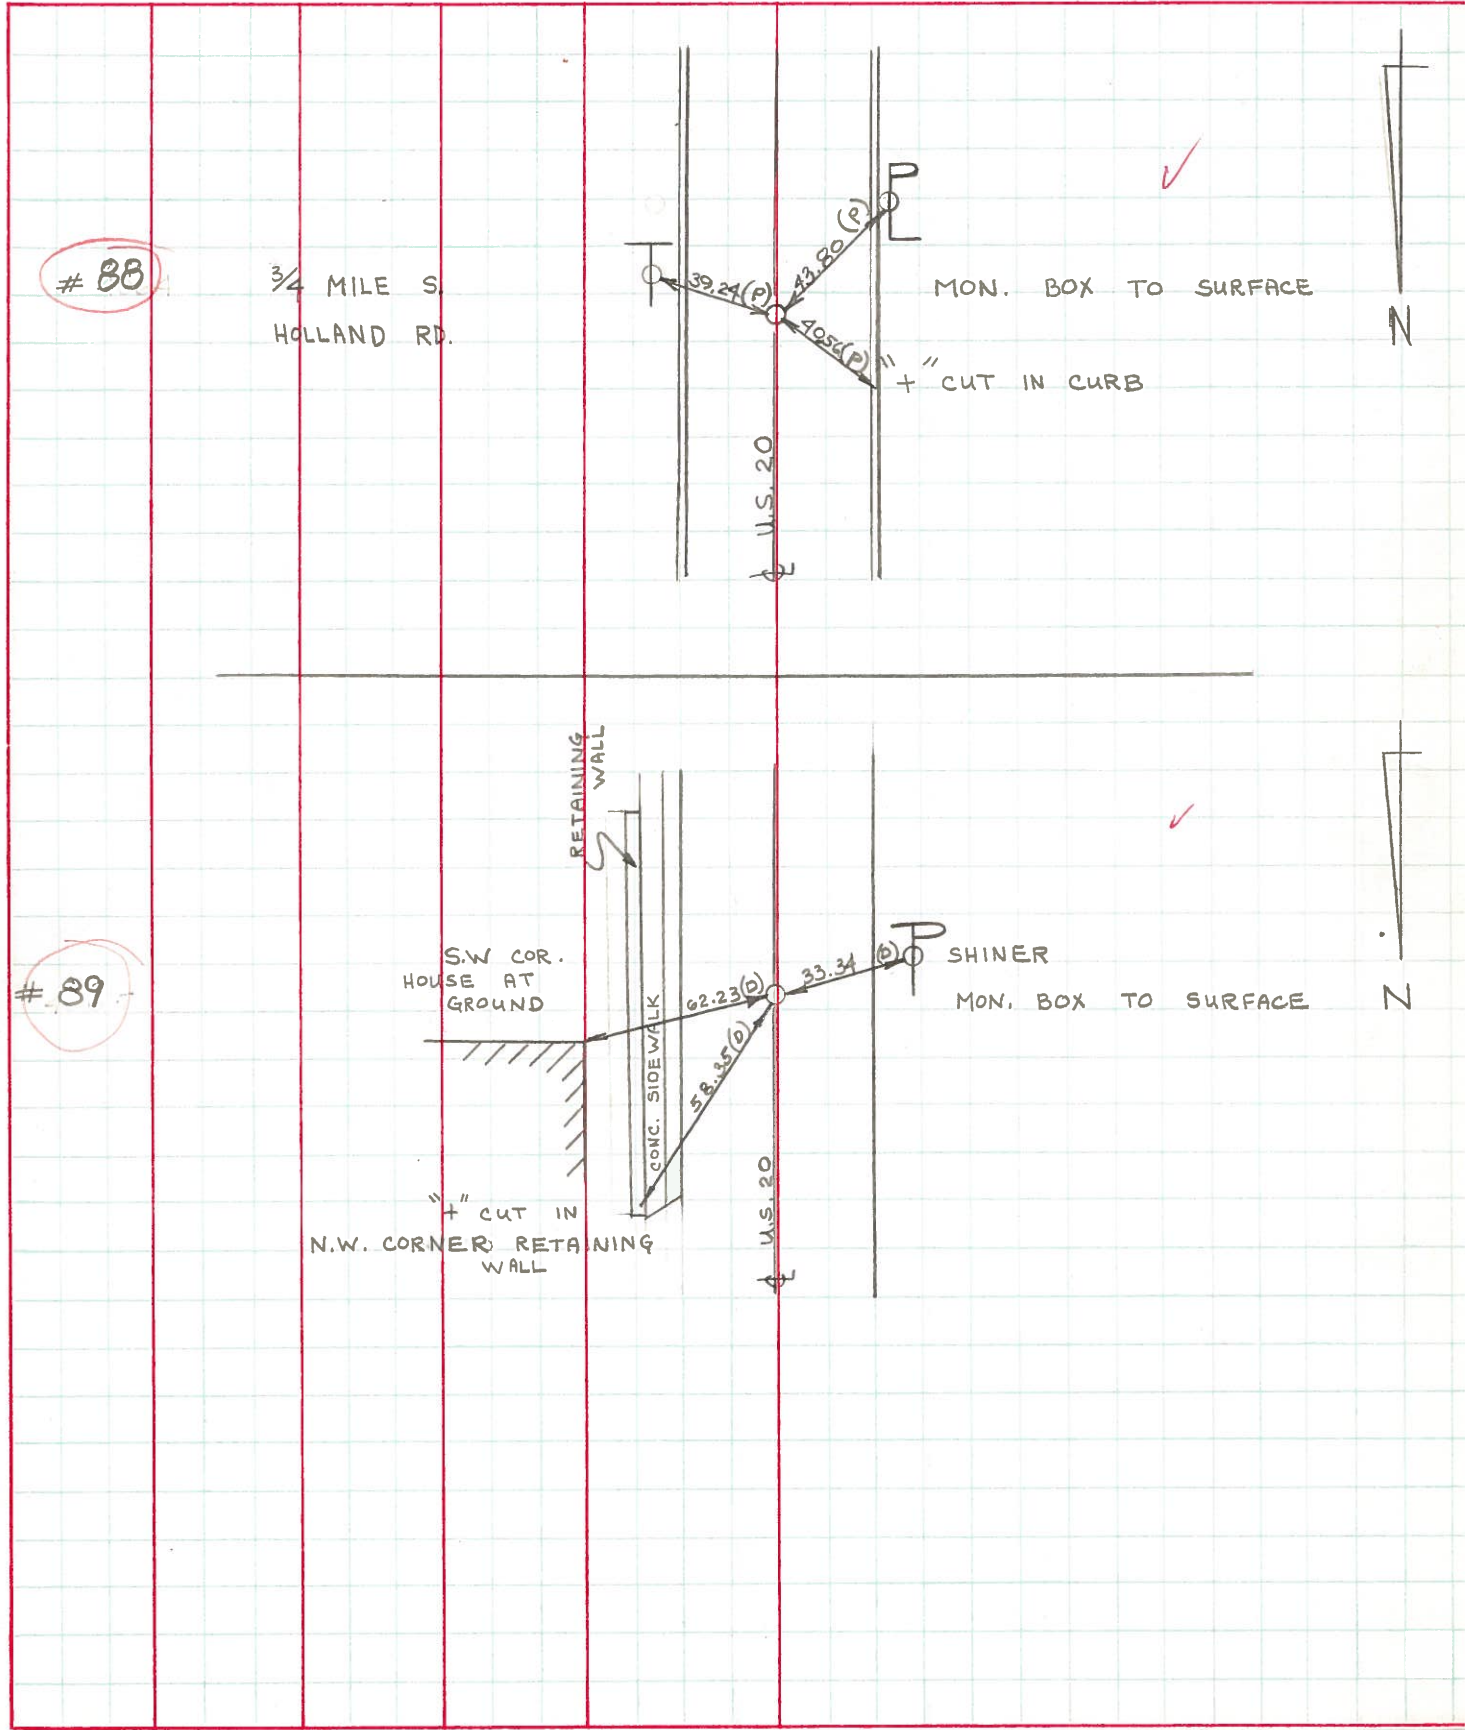 # 88
3/4 MILE S.
HOLLAND RD.
39.24(P)
43.80 (P)
40.56(P)
MON. BOX TO SURFACE
"+" CUT IN CURB
U.S. 20
N
# 89
RETAINING
WALL
S.W COR.
HOUSE AT
GROUND
62.23(D)
33.34 (D)
SHINER
MON. BOX TO SURFACE
N
CONC. SIDEWALK
"+" CUT IN
N.W. CORNER RETAINING
WALL
U.S. 20